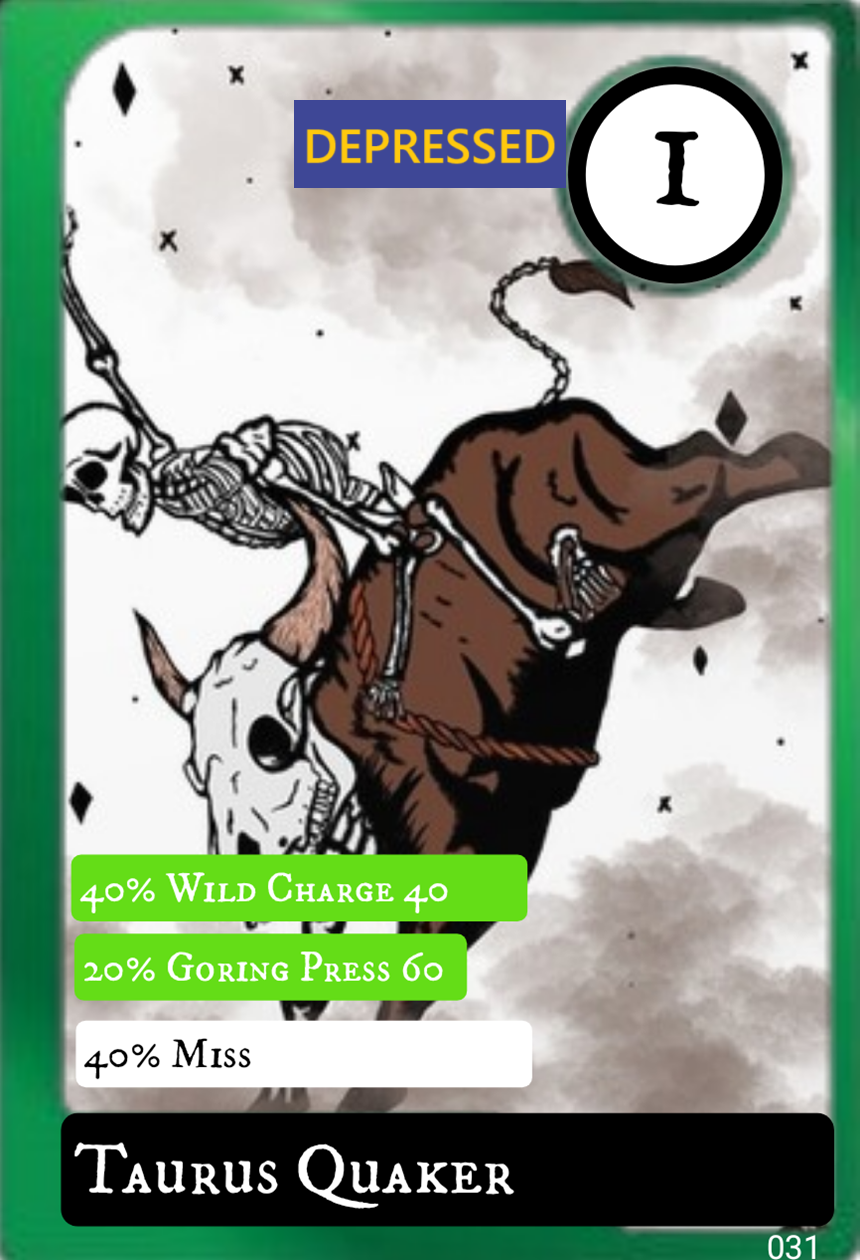 DEPRESSED
I
40% Wild Charge 40
20% Goring Press 60
40% Miss
Taurus Quaker
031